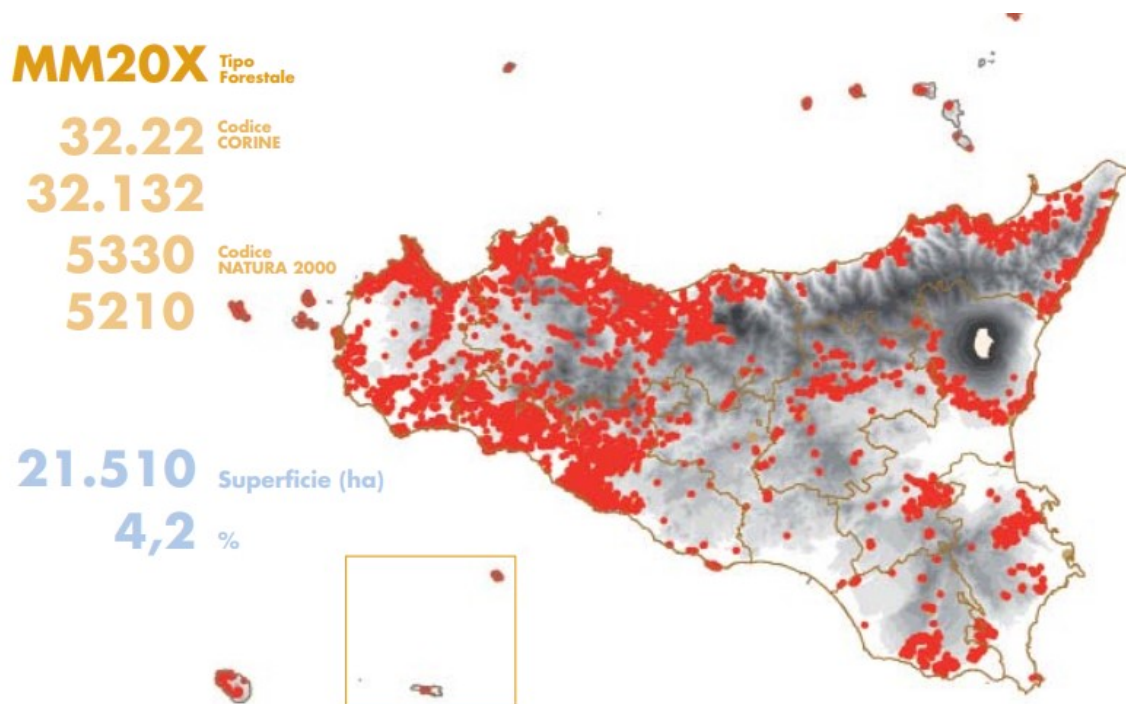 MM20X Tipo Forestale
32.22 Codice CORINE
32.132
5330 Codice NATURA 2000
5210
21.510 Superficie (ha)
4,2 %